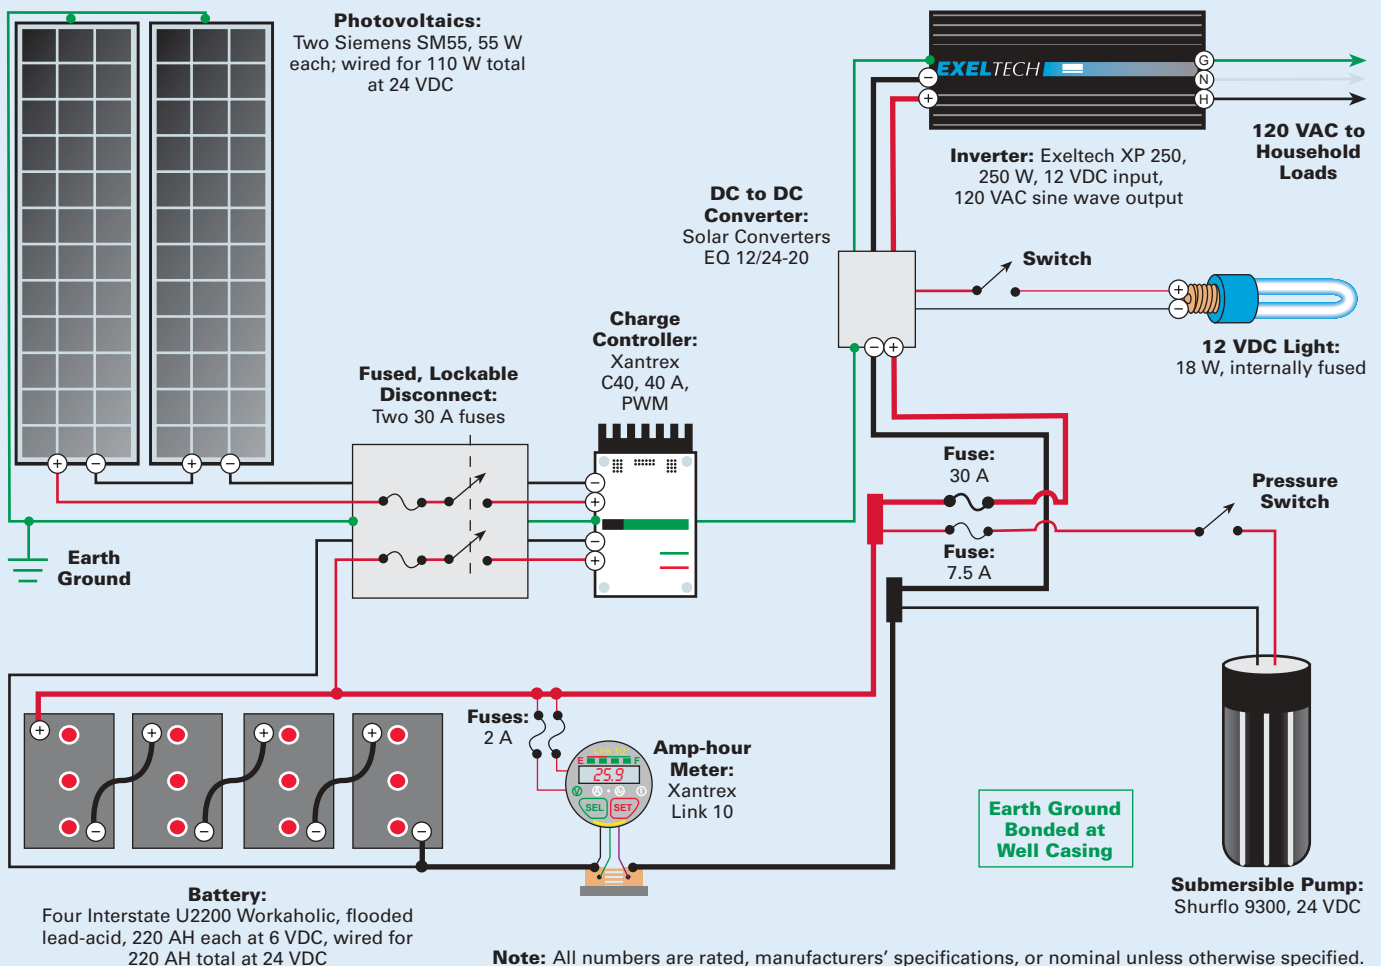 Photovoltaics:
Two Siemens SM55, 55 W
each; wired for 110 W total
at 24 VDC
EXELTECH
G
N
H
120 VAC to
Household
Loads
Inverter: Exeltech XP 250,
250 W, 12 VDC input,
120 VAC sine wave output
DC to DC
Converter:
Solar Converters
EQ 12/24-20
Switch
12 VDC Light:
18 W, internally fused
Charge
Controller:
Xantrex
C40, 40 A,
PWM
Fused, Lockable
Disconnect:
Two 30 A fuses
Fuse:
30 A
Fuse:
7.5 A
Pressure
Switch
Earth
Ground
Fuses:
2 A
Link 10
E F
25.9
V
SEL SET
Amp-hour
Meter:
Xantrex
Link 10
Earth Ground
Bonded at
Well Casing
Submersible Pump:
Shurflo 9300, 24 VDC
Battery:
Four Interstate U2200 Workaholic, flooded
lead-acid, 220 AH each at 6 VDC, wired for
220 AH total at 24 VDC
Note: All numbers are rated, manufacturers' specifications, or nominal unless otherwise specified.